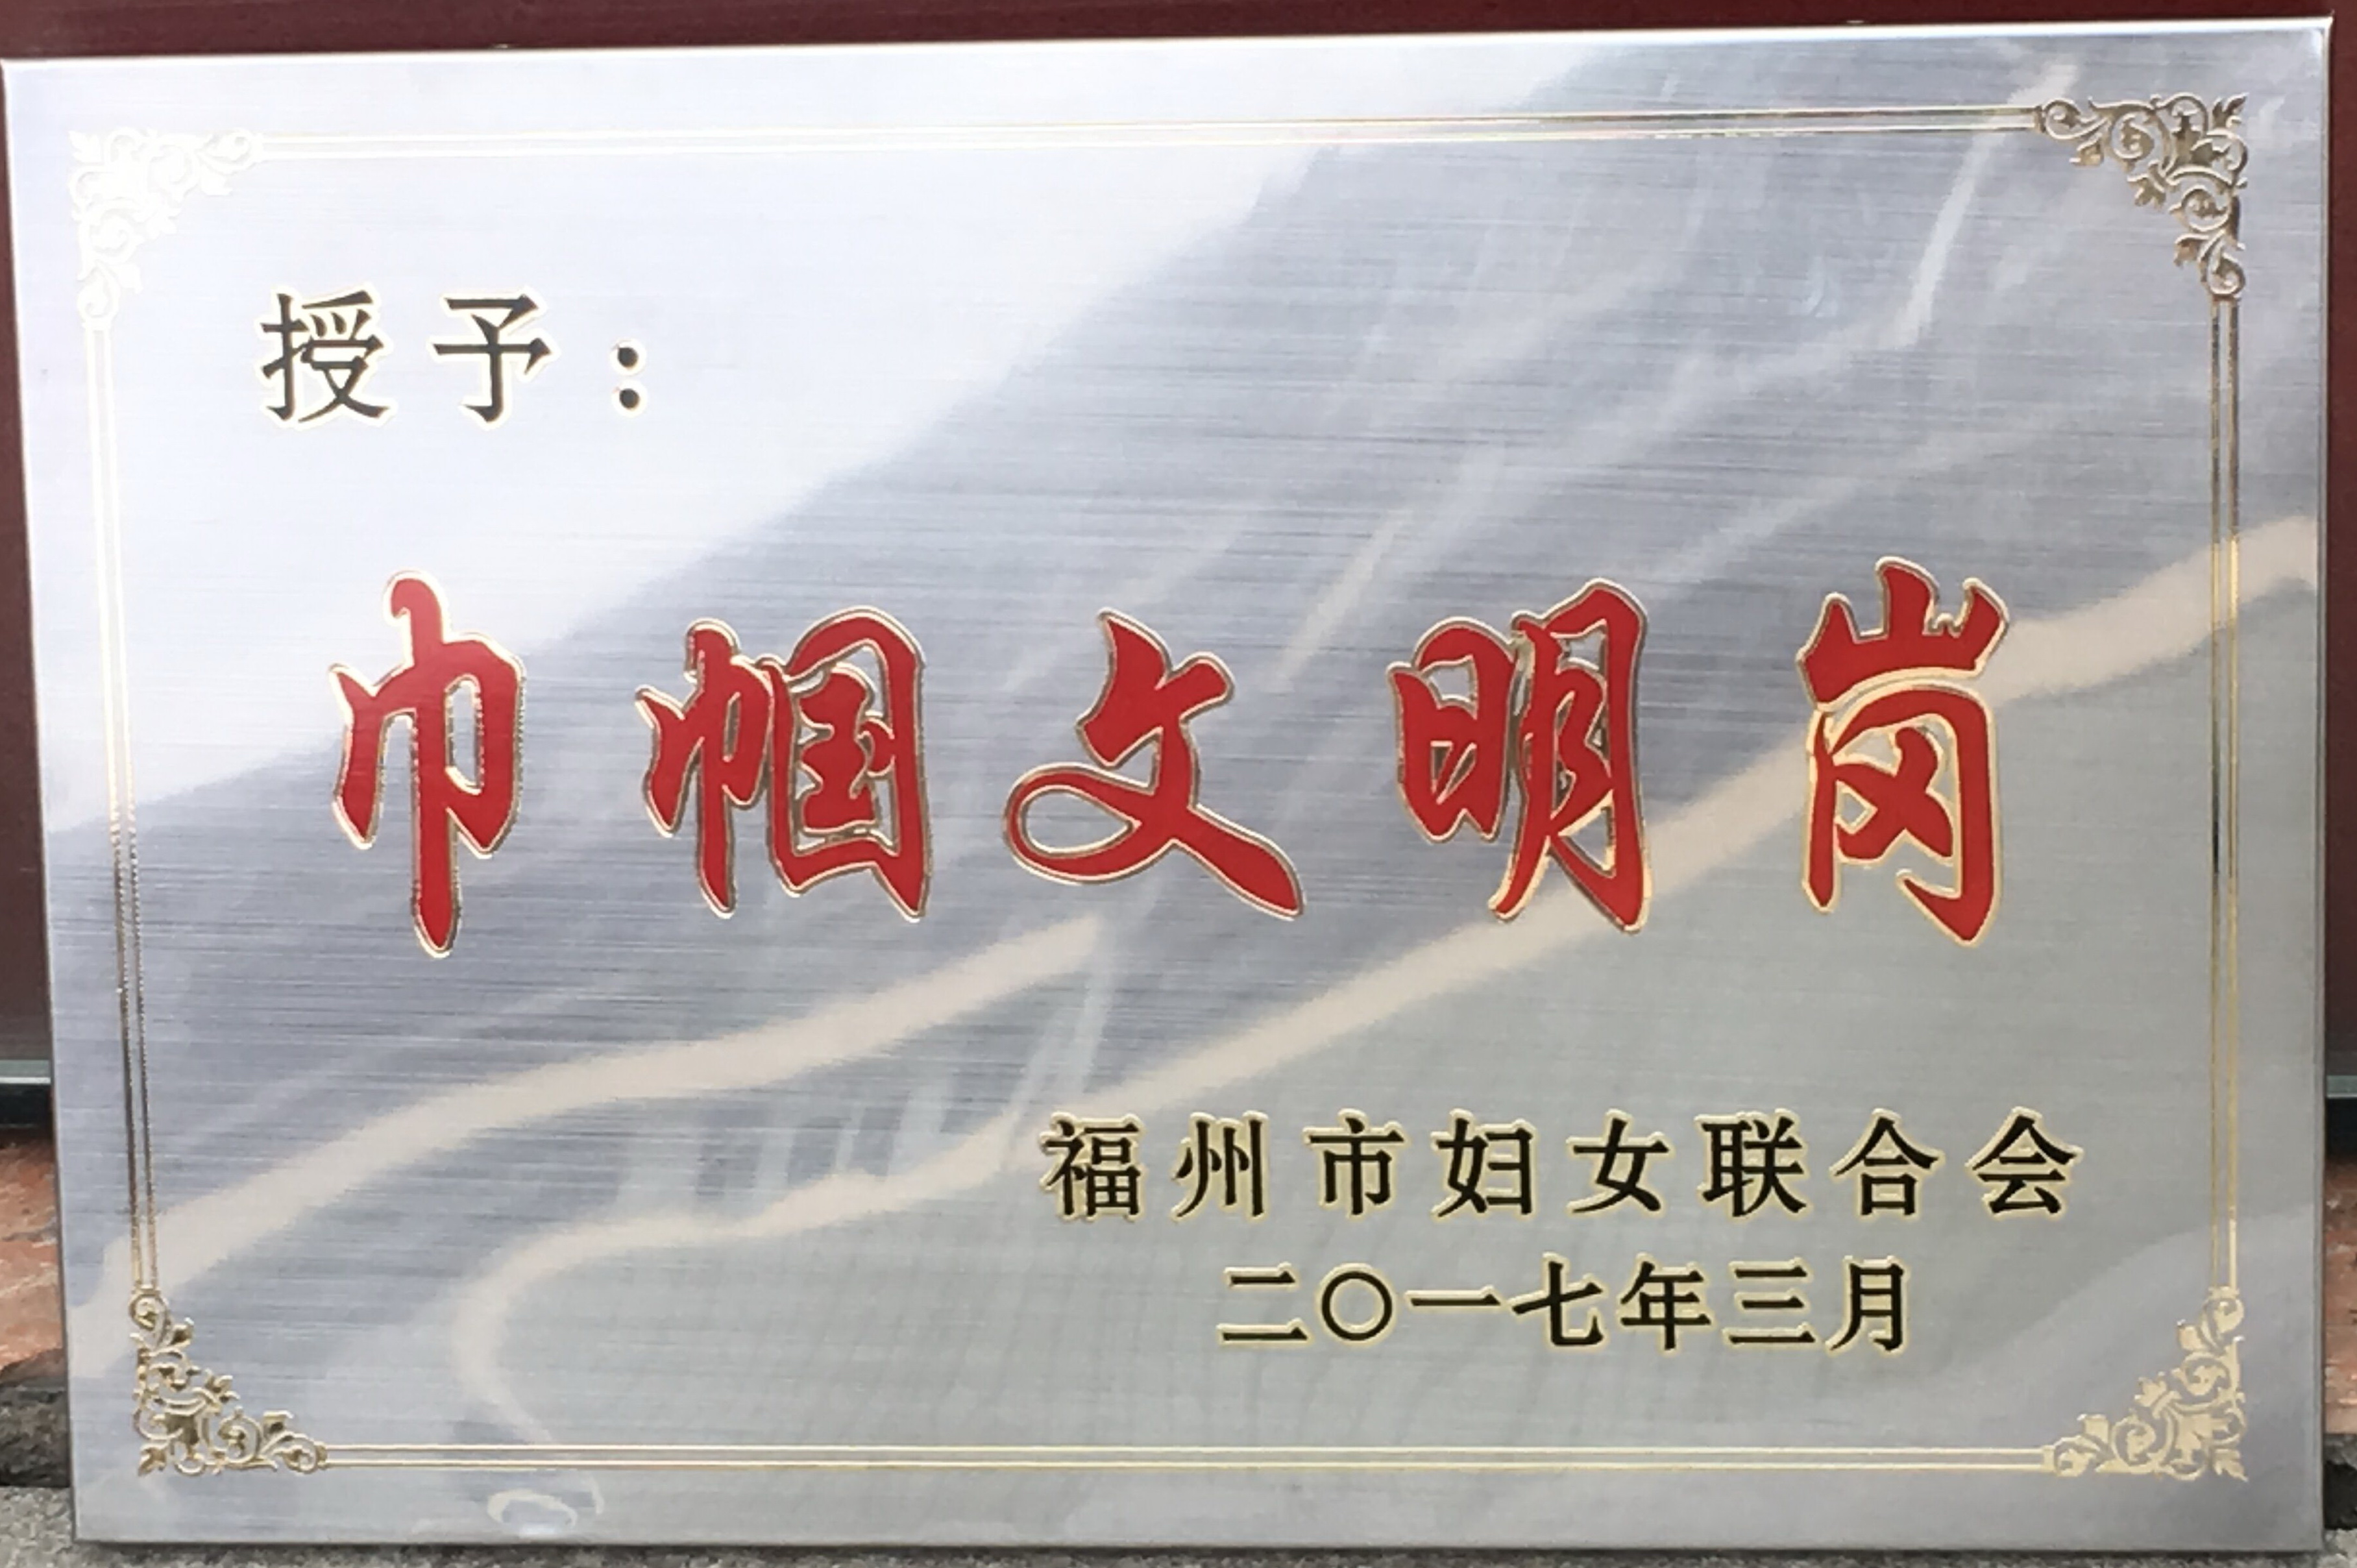 授予：
巾帼文明岗
福州市妇女联合会
二〇一七年三月